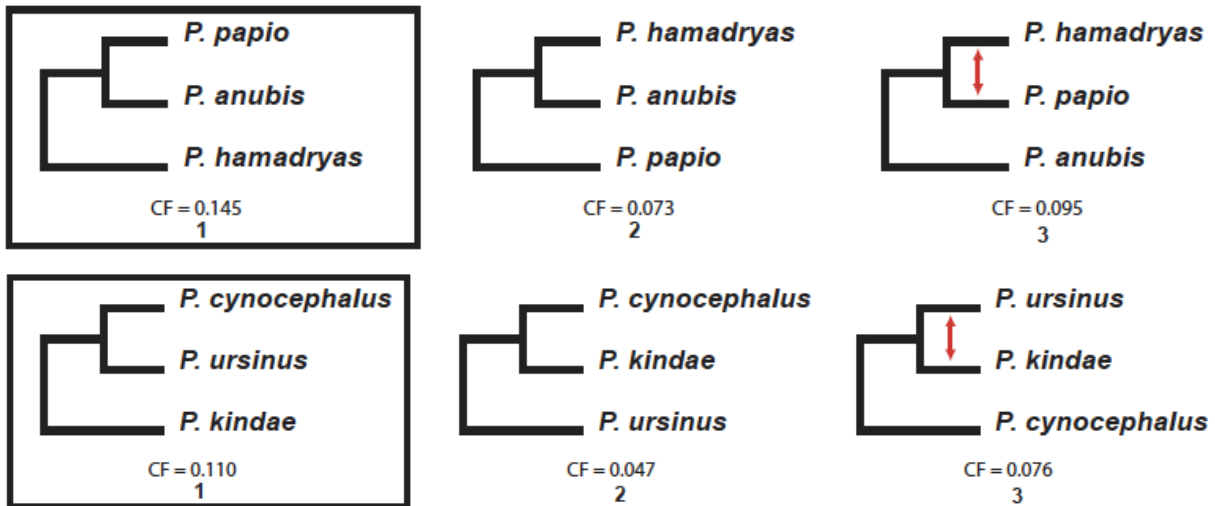 P. papio
P. anubis
P. hamadryas
CF = 0.145
1
P. hamadryas
P. anubis
P. papio
CF = 0.073
2
P. hamadryas
P. papio
P. anubis
CF = 0.095
3
P. cynocephalus
P. ursinus
P. kindae
CF = 0.110
1
P. cynocephalus
P. kindae
P. ursinus
CF = 0.047
2
P. ursinus
P. kindae
P. cynocephalus
CF = 0.076
3